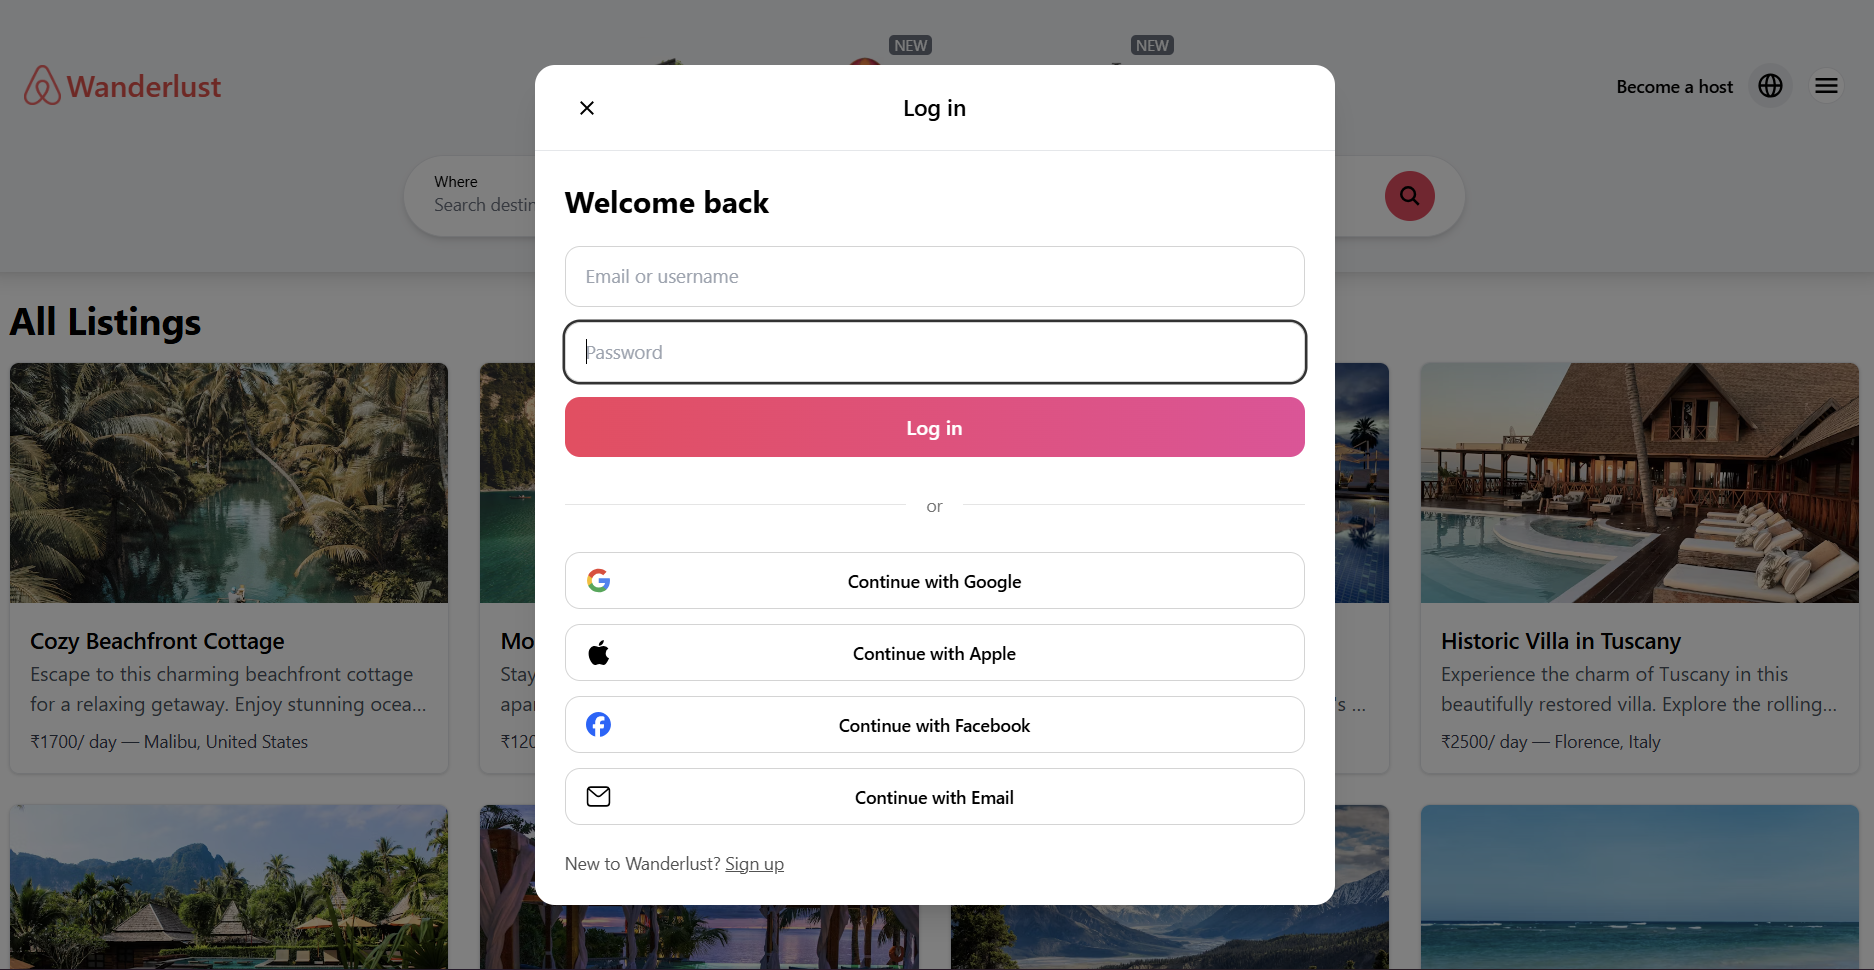 NEW
NEW
Wanderlust
Become a host
Log in
Where
Search destin
Welcome back
Email or username
All Listings
Password
Log in
or
Continue with Google
Continue with Apple
Continue with Facebook
Continue with Email
New to Wanderlust? Sign up
Cozy Beachfront Cottage
Escape to this charming beachfront cottage
for a relaxing getaway. Enjoy stunning ocea...
₹1700/ day — Malibu, United States
Mo
Stay
apar
₹120
's ...
Historic Villa in Tuscany
Experience the charm of Tuscany in this
beautifully restored villa. Explore the rolling...
₹2500/ day — Florence, Italy